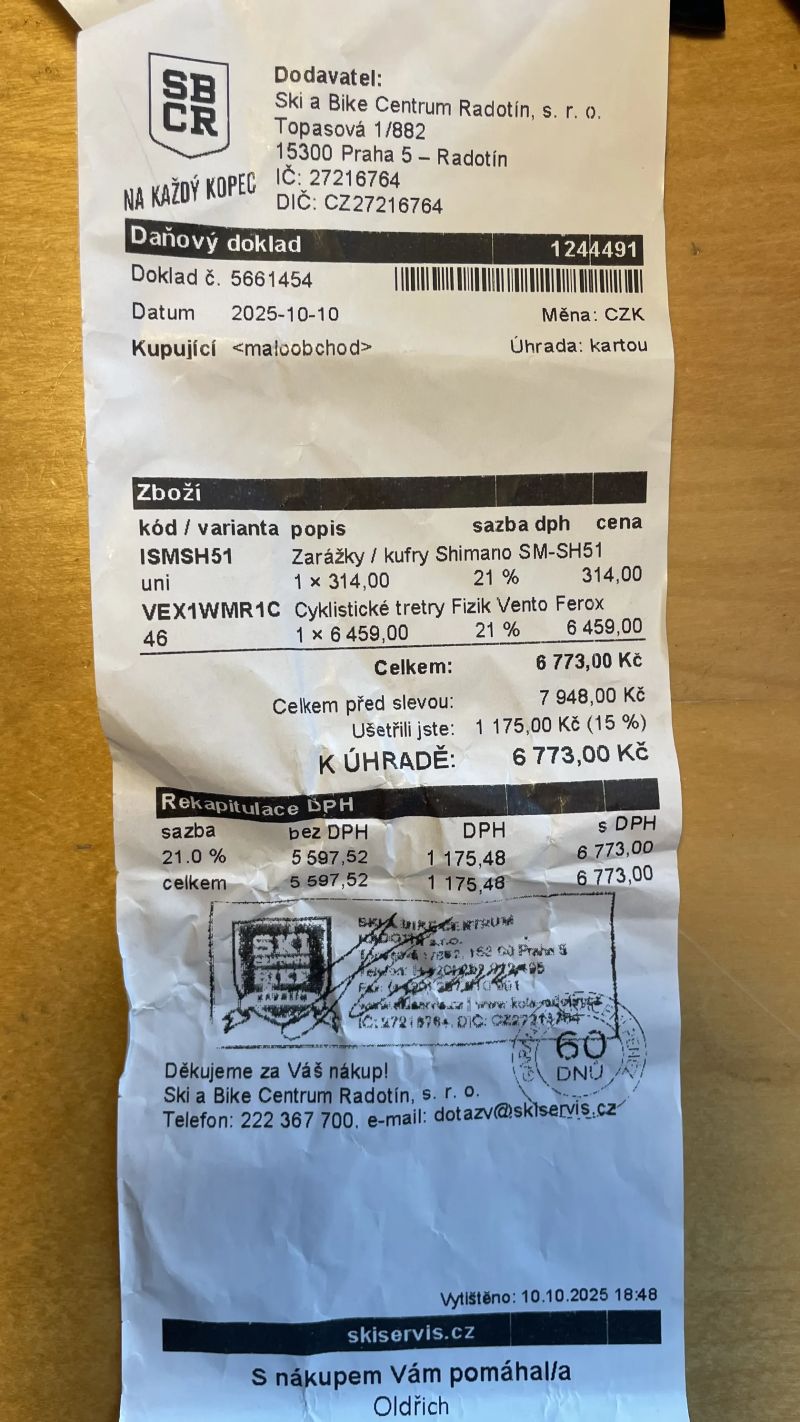 SB
CR
NA KAŽDÝ KOPEC
Dodavatel:
Ski a Bike Centrum Radotín, s. r. o.
Topasová 1/882
15300 Praha 5 – Radotín
IČ: 27216764
DIČ: CZ27216764
Daňový doklad 1244491
Doklad č. 5661454
Datum 2025-10-10 Měna: CZK
Kupující <maloobchod> Úhrada: kartou
Zboží
kód / varianta popis sazba dph cena
ISMSH51 Zarážky / kufry Shimano SM-SH51
uni 1 × 314,00 21 % 314,00
VEX1WMR1C Cyklistické tretry Fizik Vento Ferox
46 1 × 6 459,00 21 % 6 459,00
Celkem: 6 773,00 Kč
Celkem před slevou: 7 948,00 Kč
Ušetřili jste: 1 175,00 Kč (15 %)
K ÚHRADĚ: 6 773,00 Kč
Rekapitulace DPH
sazba bez DPH DPH s DPH
21.0 % 5 597,52 1 175,48 6 773,00
celkem 5 597,52 1 175,48 6 773,00
SKI
SKI A BIKE CENTRUM
RADOTÍN s.r.o.
60
DNŮ
Děkujeme za Váš nákup!
Ski a Bike Centrum Radotín, s. r. o.
Telefon: 222 367 700, e-mail: dotazy@skiservis.cz
Vytištěno: 10.10.2025 18:48
skiservis.cz
S nákupem Vám pomáhal/a
Oldřich